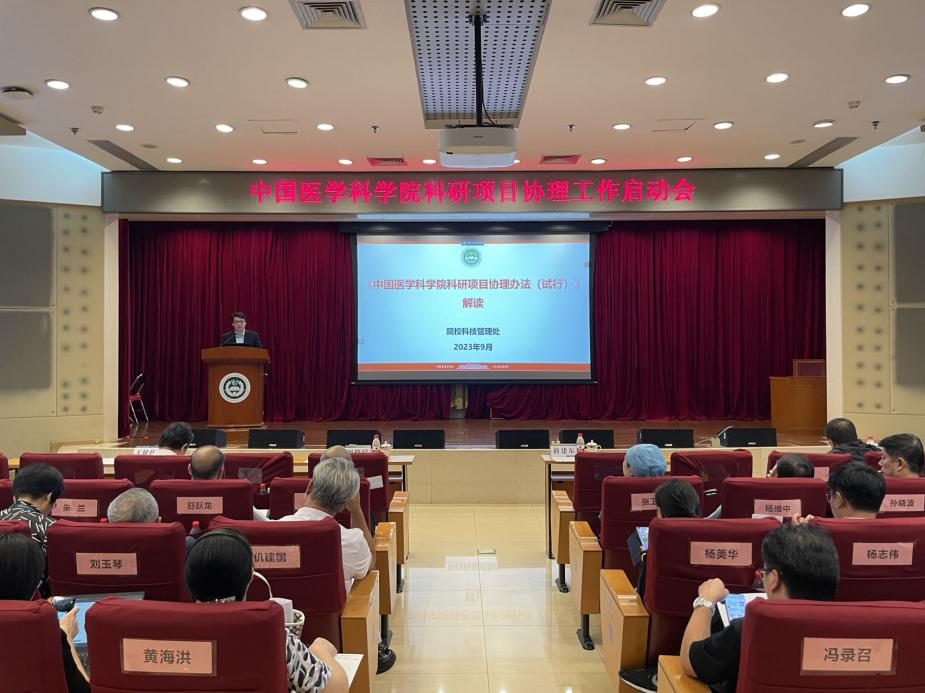 中国医学科学院科研项目协理工作启动会
《中国医学科学院科研项目协理办法（试行）》
解读
院校科技管理处
2023年9月
蒋建东
朱 兰
舒跃龙
杨维中
孙晓波
刘玉琴
机建国
杨美华
杨志伟
黄海洪
冯录召